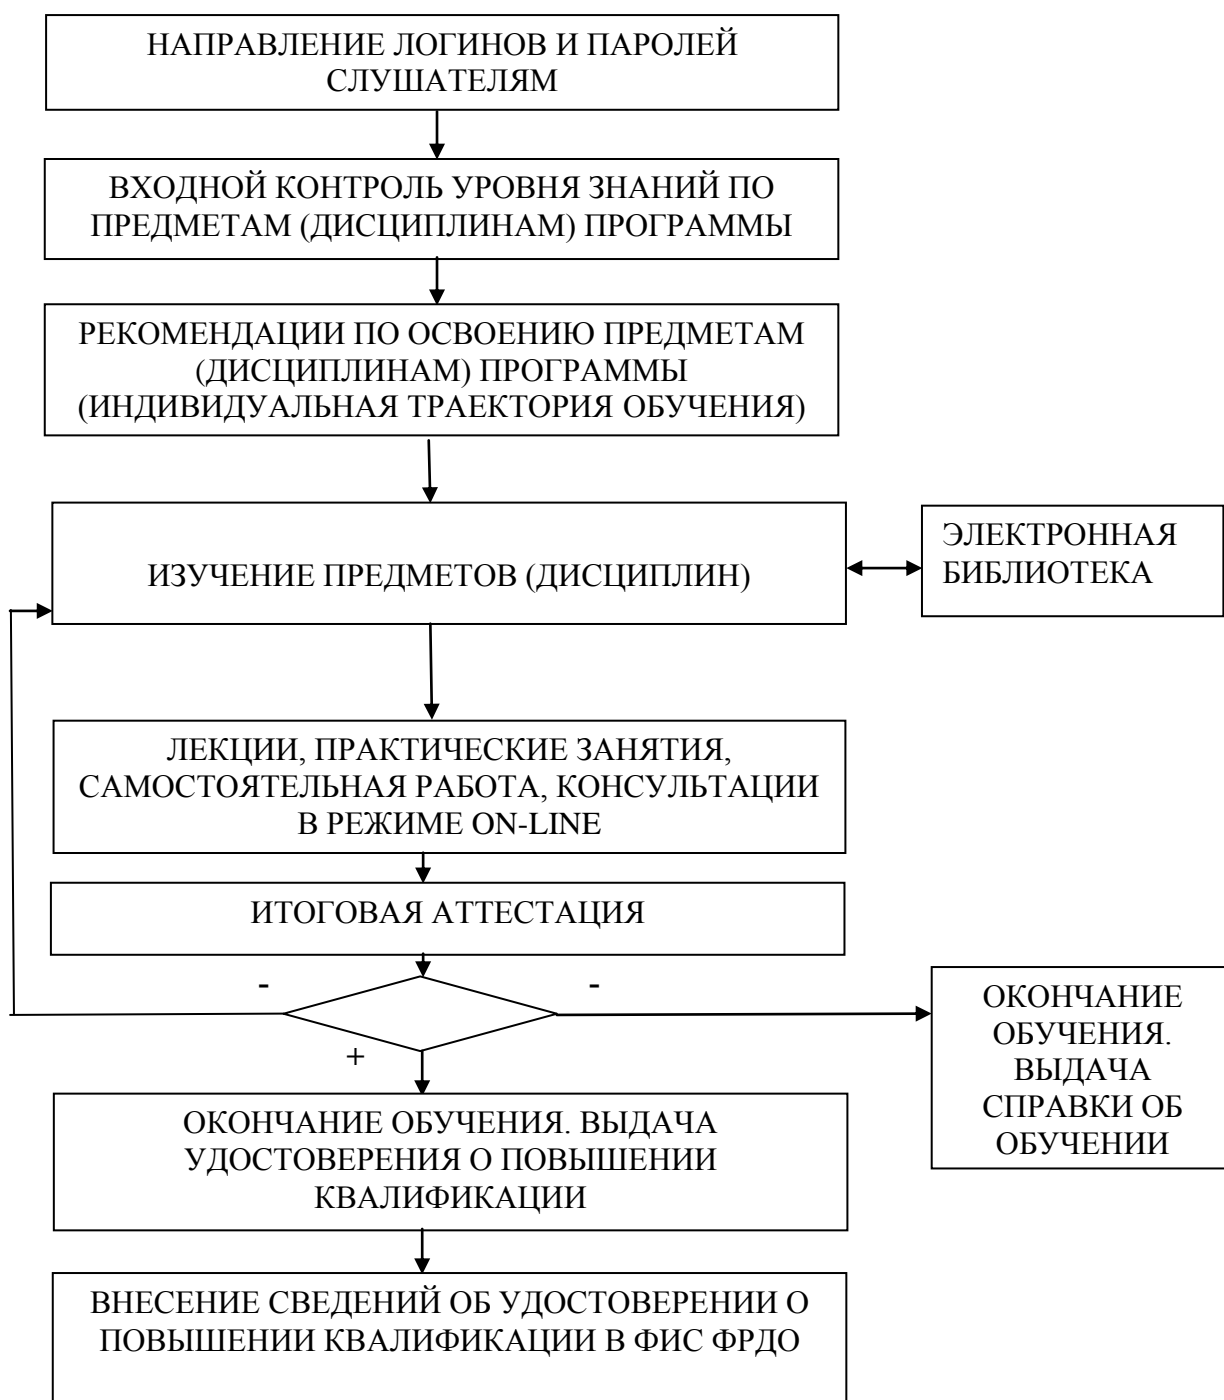 НАПРАВЛЕНИЕ ЛОГИНОВ И ПАРОЛЕЙ
СЛУШАТЕЛЯМ
ВХОДНОЙ КОНТРОЛЬ УРОВНЯ ЗНАНИЙ ПО
ПРЕДМЕТАМ (ДИСЦИПЛИНАМ) ПРОГРАММЫ
РЕКОМЕНДАЦИИ ПО ОСВОЕНИЮ ПРЕДМЕТАМ
(ДИСЦИПЛИНАМ) ПРОГРАММЫ
(ИНДИВИДУАЛЬНАЯ ТРАЕКТОРИЯ ОБУЧЕНИЯ)
ИЗУЧЕНИЕ ПРЕДМЕТОВ (ДИСЦИПЛИН)
ЭЛЕКТРОННАЯ
БИБЛИОТЕКА
ЛЕКЦИИ, ПРАКТИЧЕСКИЕ ЗАНЯТИЯ,
САМОСТОЯТЕЛЬНАЯ РАБОТА, КОНСУЛЬТАЦИИ
В РЕЖИМЕ ON-LINE
ИТОГОВАЯ АТТЕСТАЦИЯ
-
-
+
ОКОНЧАНИЕ
ОБУЧЕНИЯ.
ВЫДАЧА
СПРАВКИ ОБ
ОБУЧЕНИИ
ОКОНЧАНИЕ ОБУЧЕНИЯ. ВЫДАЧА
УДОСТОВЕРЕНИЯ О ПОВЫШЕНИИ
КВАЛИФИКАЦИИ
ВНЕСЕНИЕ СВЕДЕНИЙ ОБ УДОСТОВЕРЕНИИ О
ПОВЫШЕНИИ КВАЛИФИКАЦИИ В ФИС ФРДО